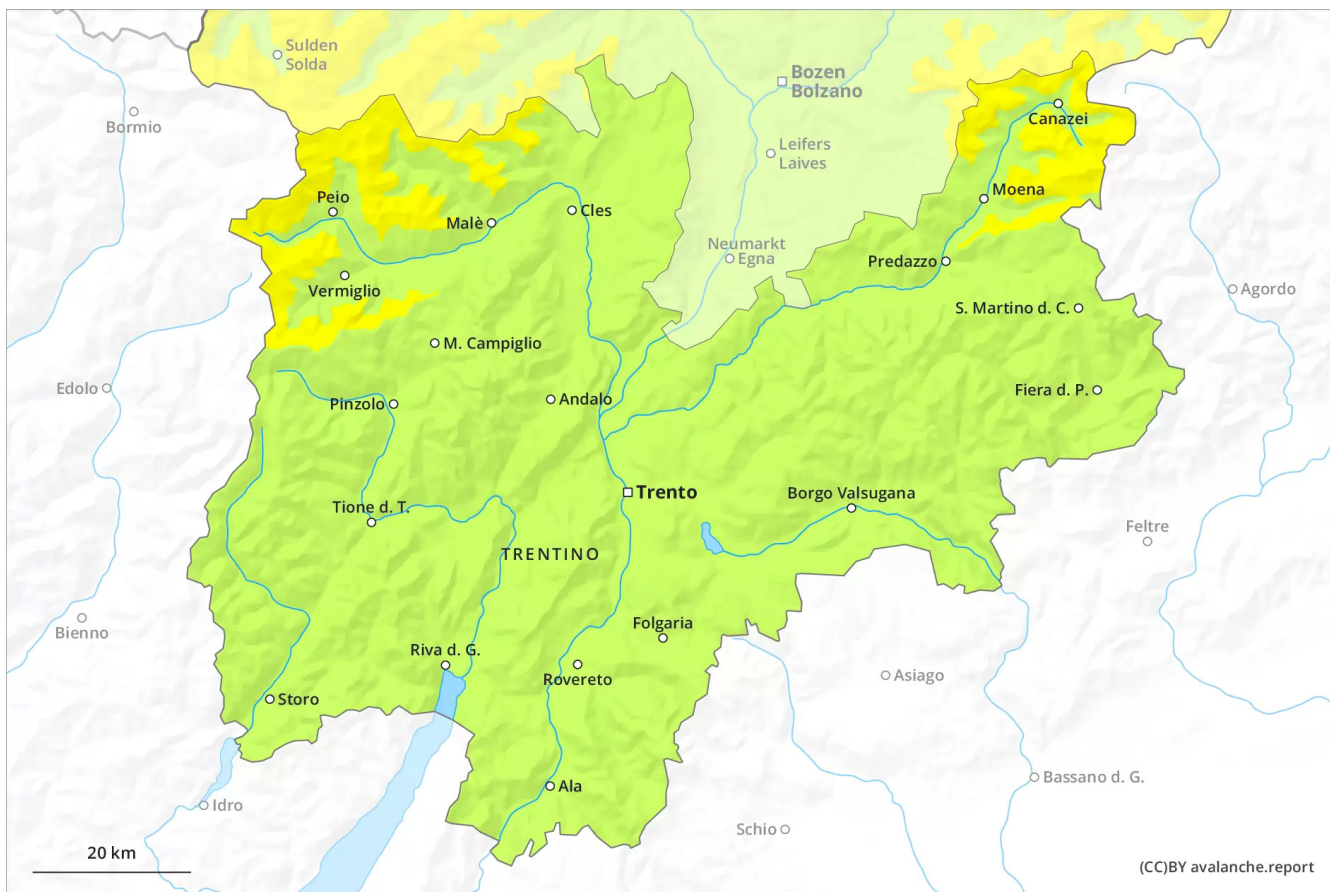 Sulden
Solda
Bozen
Bolzano
Bormio
Canazei
Leifers
Laives
Peio
Moena
Cles
Malè
Neumarkt
Egna
Predazzo
Vermiglio
Agordo
S. Martino d. C.
M. Campiglio
Edolo
Fiera d. P.
Andalo
Pinzolo
Trento
Borgo Valsugana
Tione d. T.
Feltre
TRENTINO
Bienno
Folgaria
Riva d. G.
Rovereto
Asiago
Storo
Bassano d. G.
Ala
Idro
Schio
20 km
(CC)BY avalanche.report